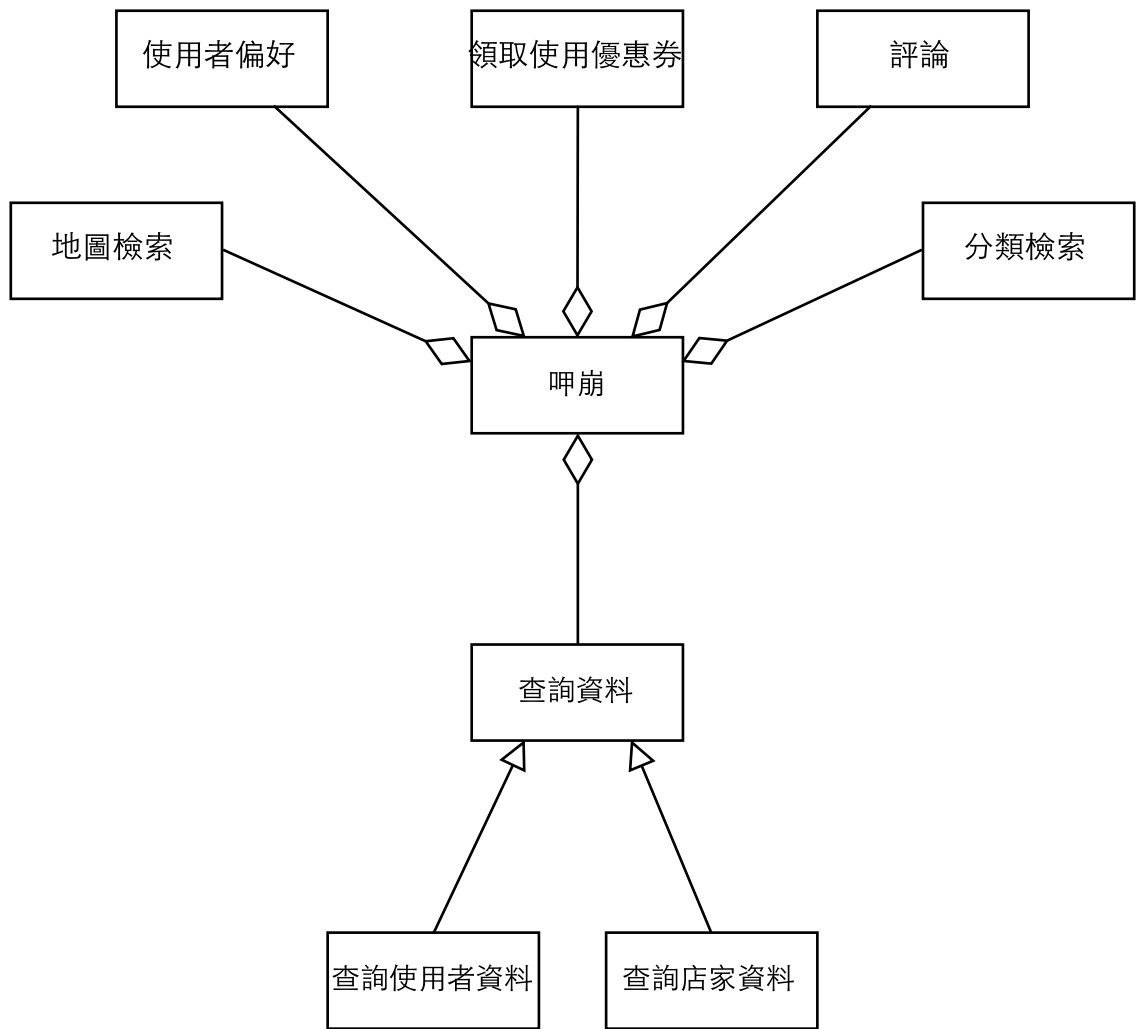 使用者偏好
領取使用優惠券
評論
地圖檢索
分類檢索
呷崩
查詢資料
查詢使用者資料
查詢店家資料